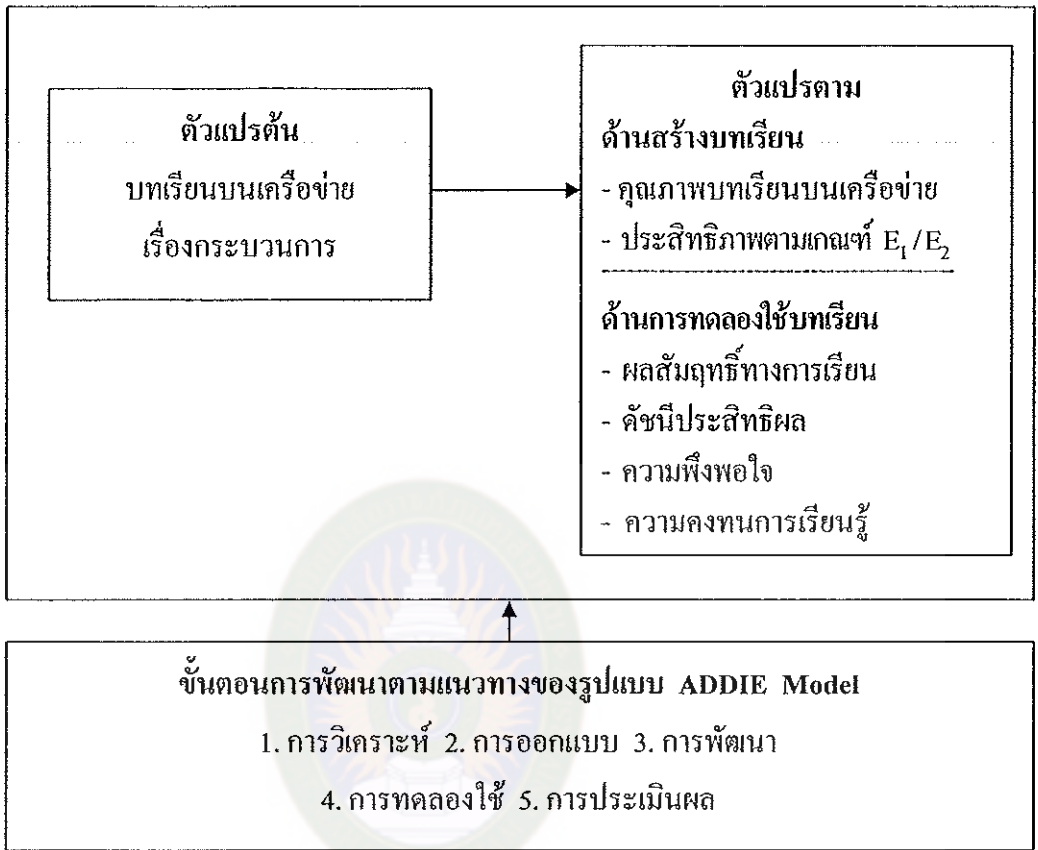 ตัวแปรต้น
บทเรียนบนเครือข่าย
เรื่องกระบวนการ
ตัวแปรตาม
ด้านสร้างบทเรียน
- คุณภาพบทเรียนบนเครือข่าย
- ประสิทธิภาพตามเกณฑ์ E1/E2
ด้านการทดลองใช้บทเรียน
- ผลสัมฤทธิ์ทางการเรียน
- ดัชนีประสิทธิผล
- ความพึงพอใจ
- ความคงทนการเรียนรู้
ขั้นตอนการพัฒนาตามแนวทางของรูปแบบ ADDIE Model
1. การวิเคราะห์ 2. การออกแบบ 3. การพัฒนา
4. การทดลองใช้ 5. การประเมินผล